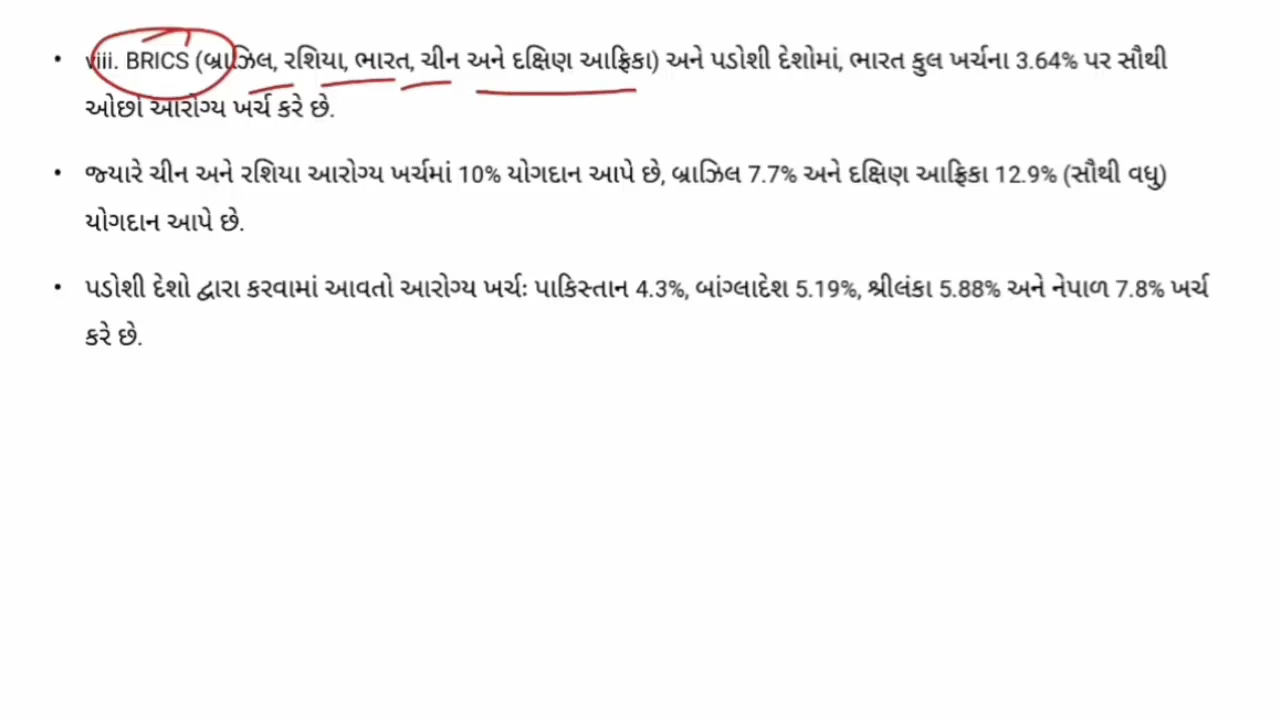 • viii. BRICS (બ્રાઝિલ, રશિયા, ભારત, ચીન અને દક્ષિણ આફ્રિકા) અને પડોશી દેશોમાં, ભારત કુલ ખર્ચના 3.64% પર સૌથી
ઓછો આરોગ્ય ખર્ચ કરે છે.
• જ્યારે ચીન અને રશિયા આરોગ્ય ખર્ચમાં 10% યોગદાન આપે છે, બ્રાઝિલ 7.7% અને દક્ષિણ આફ્રિકા 12.9% (સૌથી વધુ)
યોગદાન આપે છે.
• પડોશી દેશો દ્વારા કરવામાં આવતો આરોગ્ય ખર્ચઃ પાકિસ્તાન 4.3%, બાંગ્લાદેશ 5.19%, શ્રીલંકા 5.88% અને નેપાળ 7.8% ખર્ચ
કરે છે.